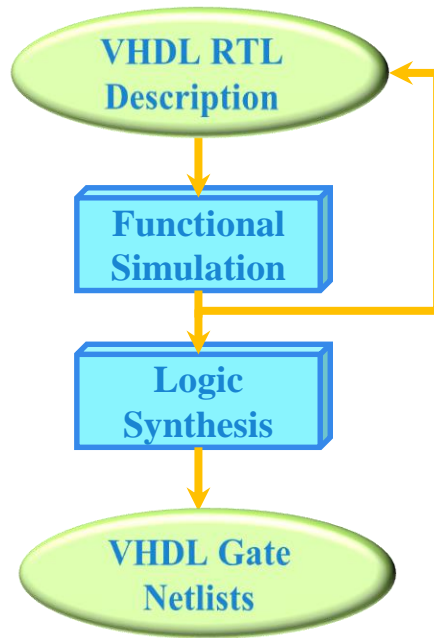 VHDL RTL
Description
Functional
Simulation
Logic
Synthesis
VHDL Gate
Netlists